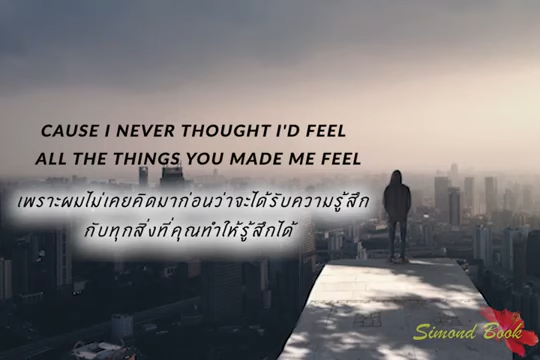 CAUSE I NEVER THOUGHT I'D FEEL
ALL THE THINGS YOU MADE ME FEEL
เพราะผมไม่เคยคิดมาก่อนว่าจะได้รับความรู้สึก
กับทุกสิ่งที่คุณทำให้รู้สึกได้
Simond Book